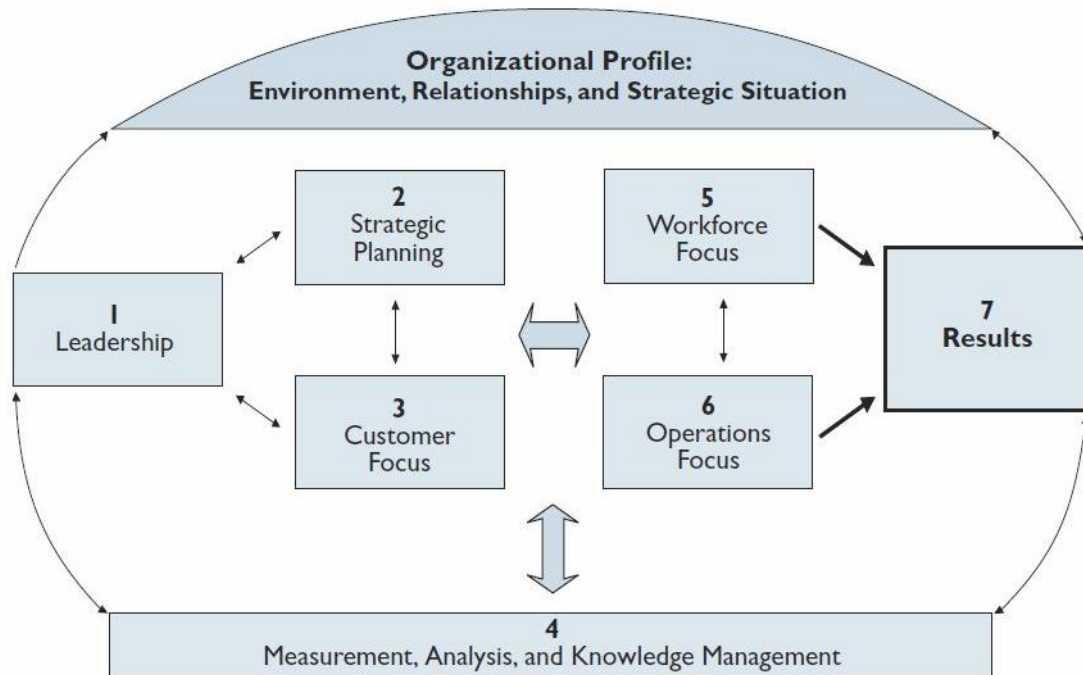 Organizational Profile:
Environment, Relationships, and Strategic Situation
2
Strategic
Planning
5
Workforce
Focus
1
Leadership
7
Results
3
Customer
Focus
6
Operations
Focus
4
Measurement, Analysis, and Knowledge Management